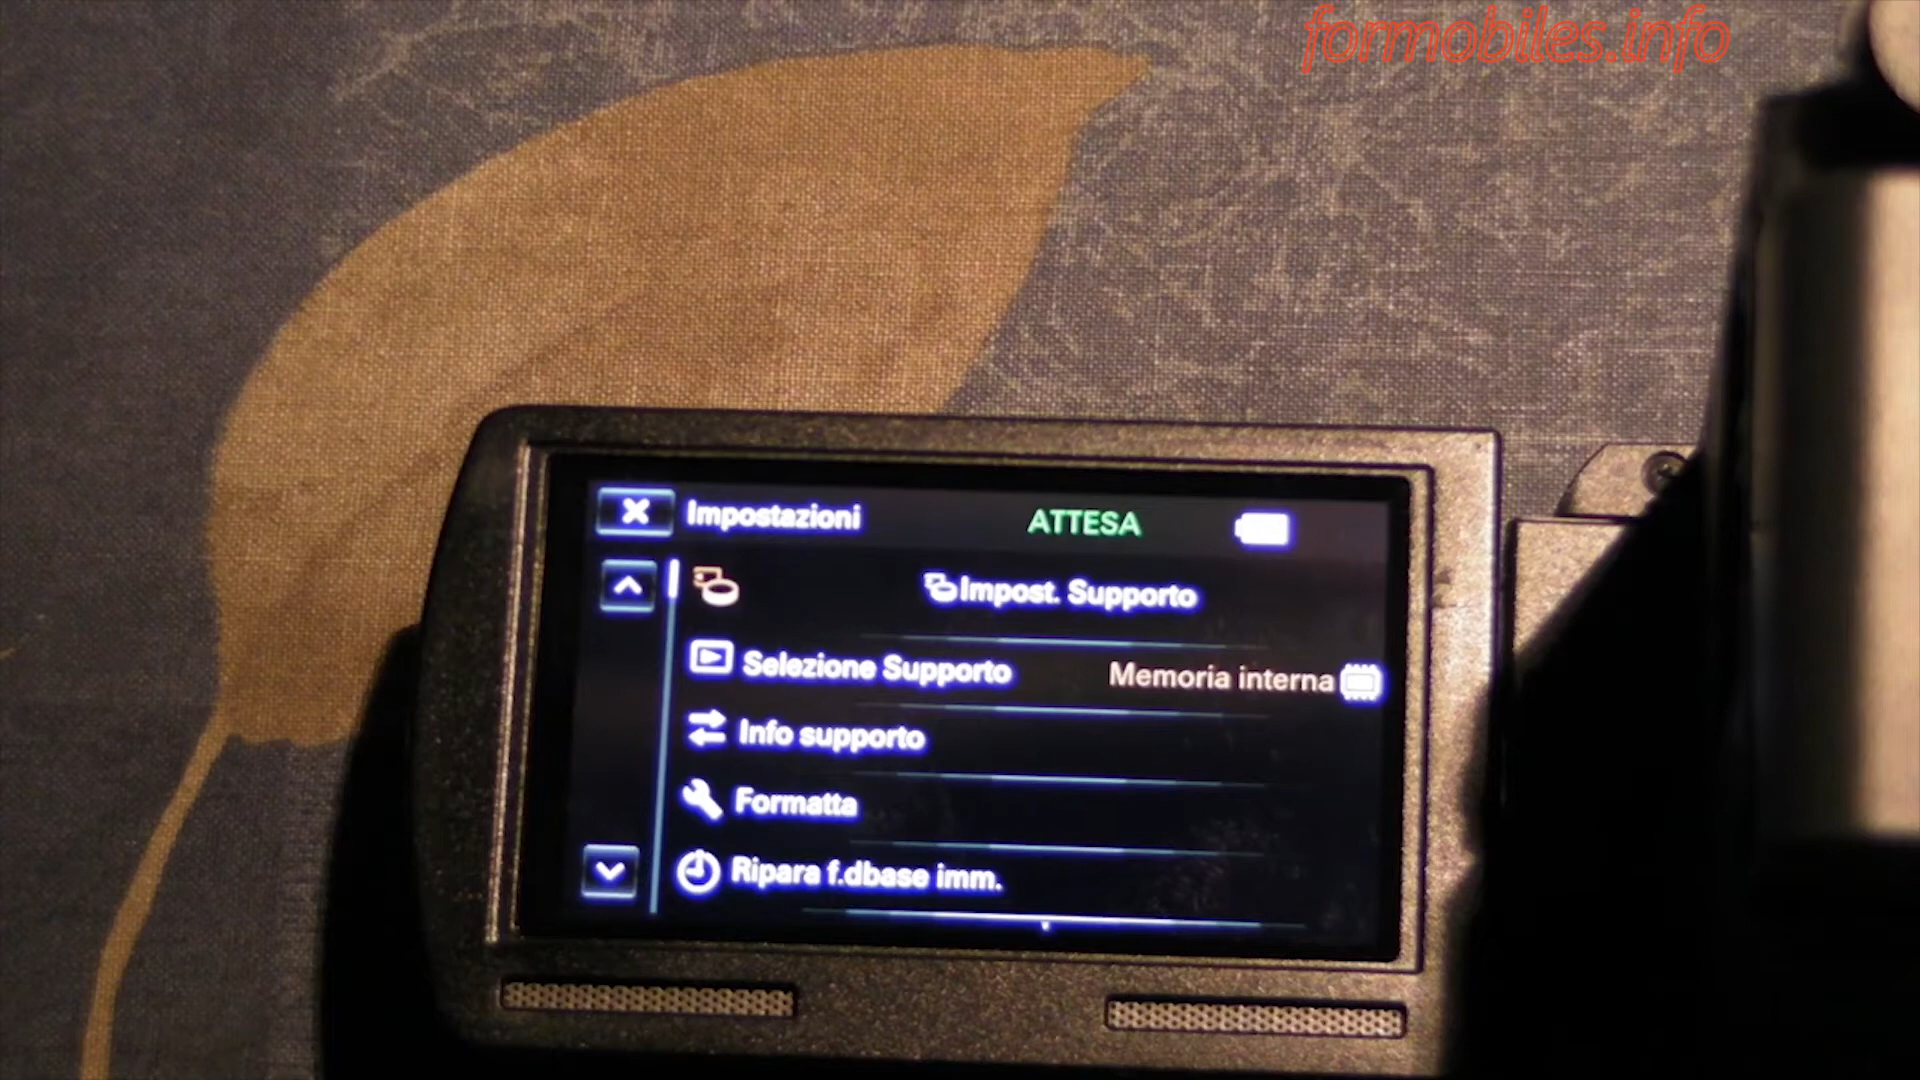 formobiles.info
Impostazioni ATTESA
Impost. Supporto
Selezione Supporto Memoria interna
Info supporto
Formatta
Ripara f.dbase imm.